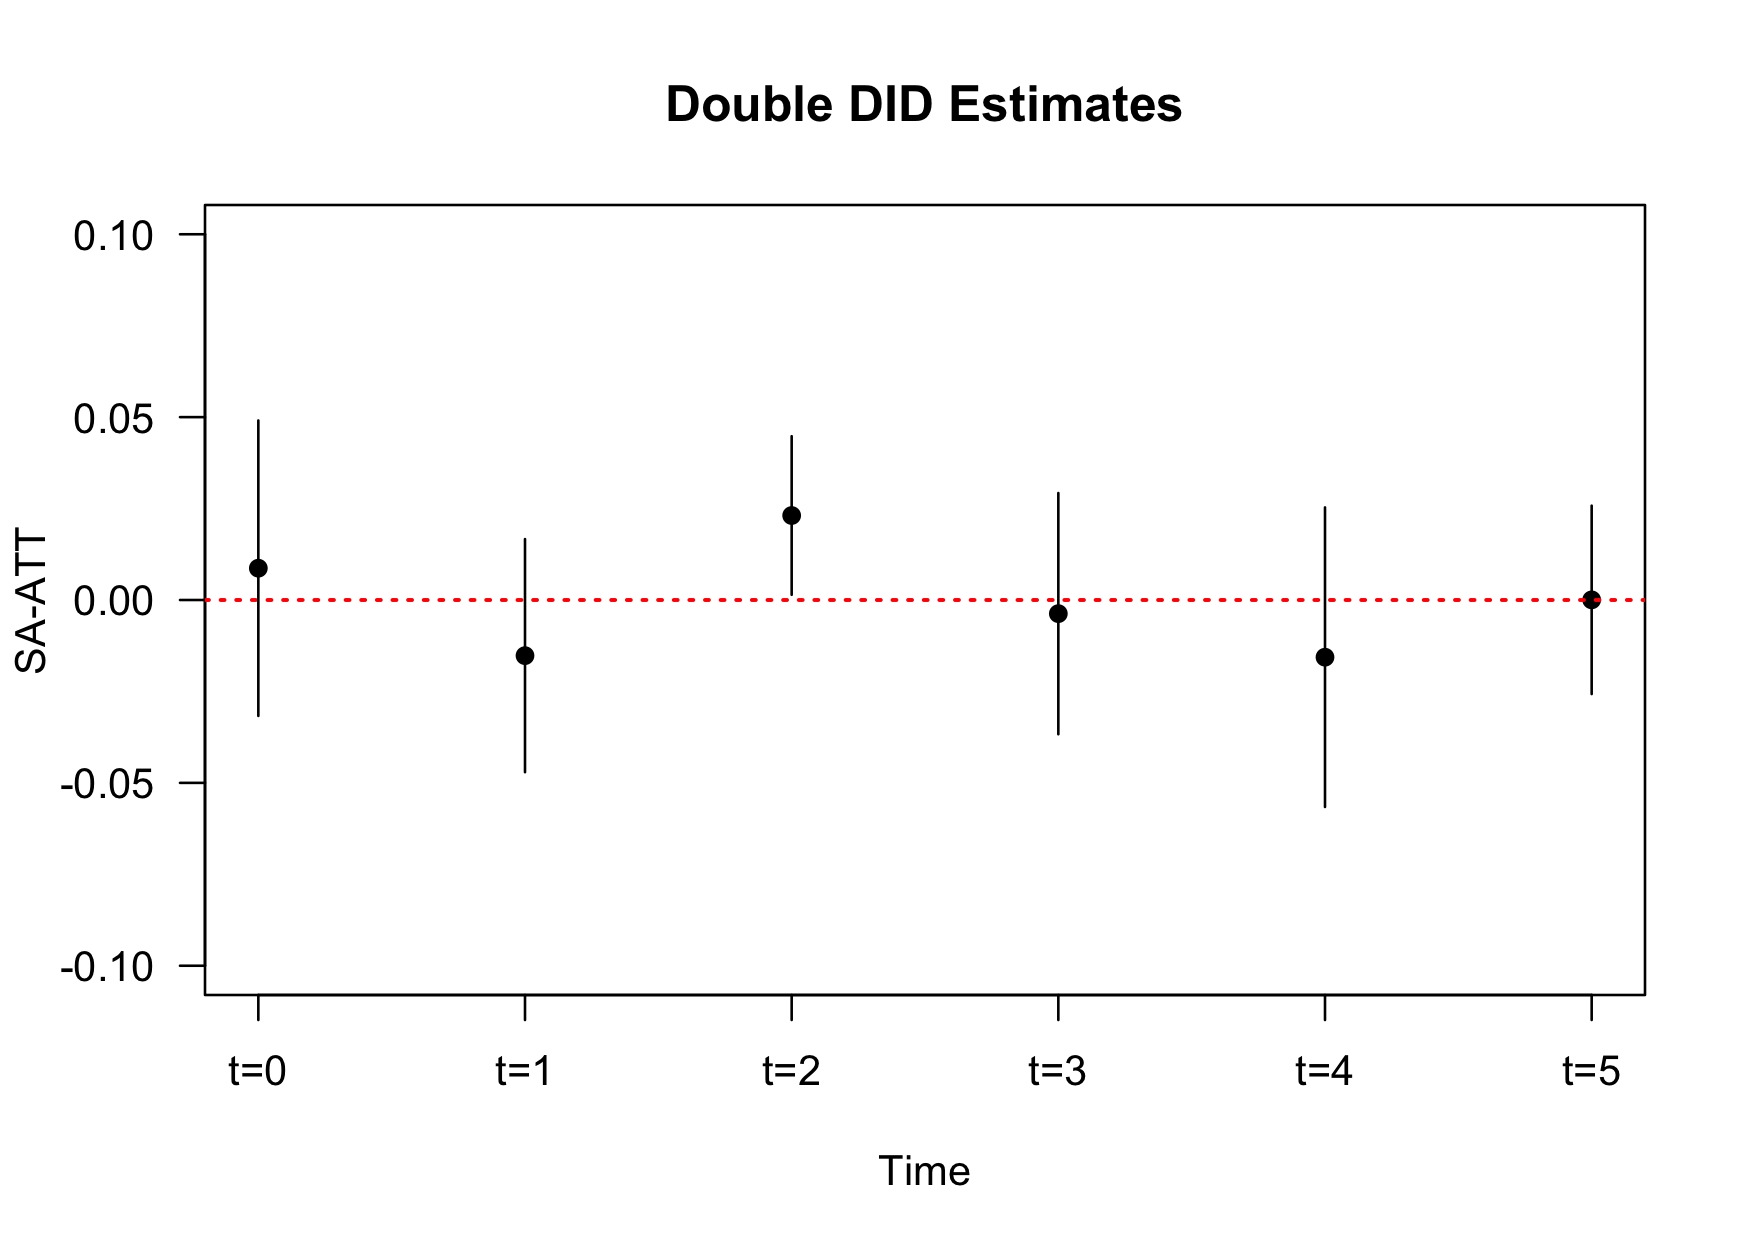 Double DID Estimates
0.10
0.05
0.00
-0.05
-0.10
SA-ATT
t=0 t=1 t=2 t=3 t=4 t=5
Time